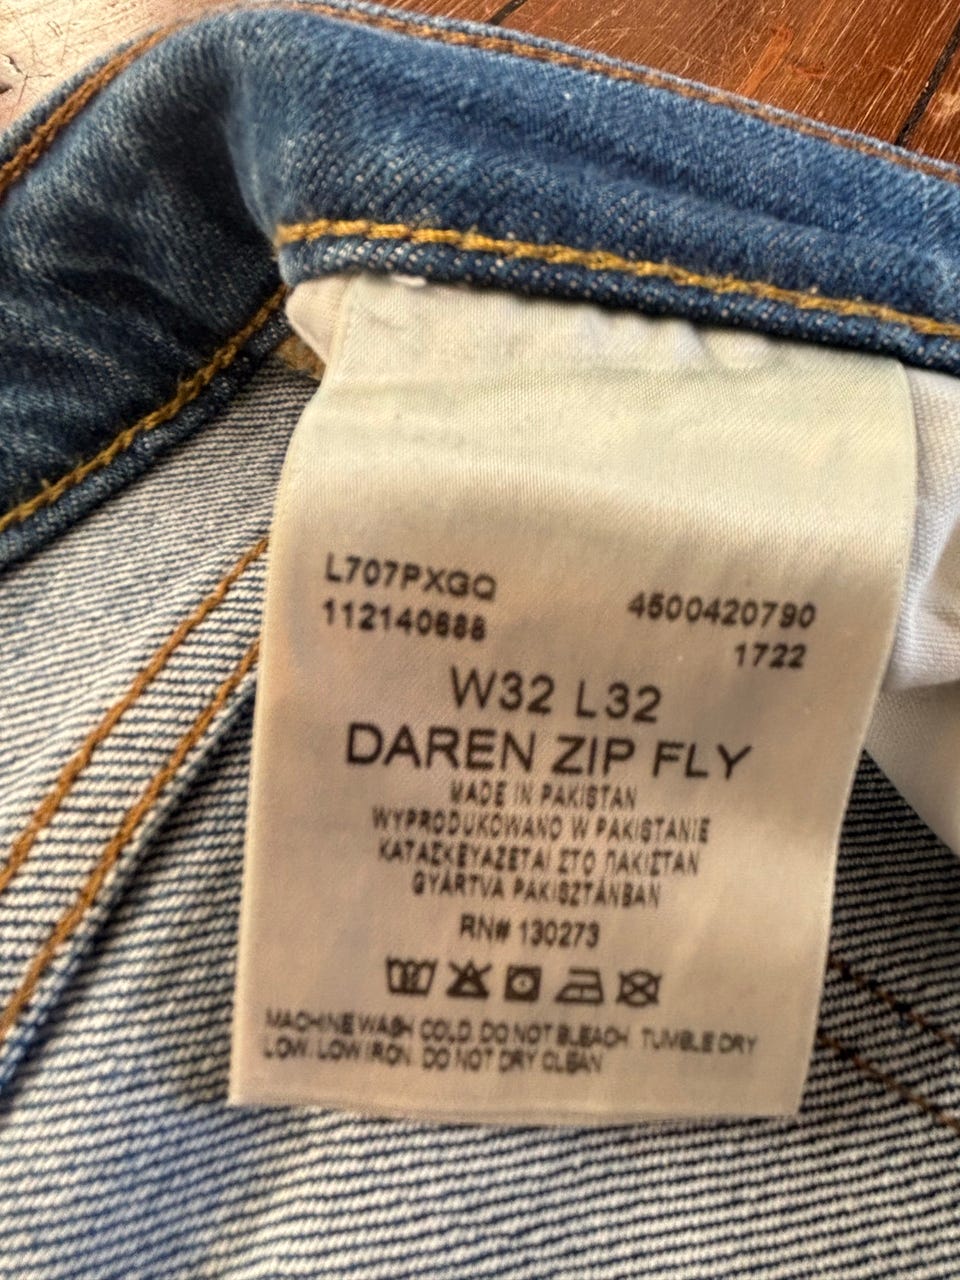 L707PXGQ
112140688 4500420790
1722
W32 L32
DAREN ZIP FLY
MADE IN PAKISTAN
WYPRODUKOWANO W PAKISTANIE
ΚΑΤΑΣΚΕΥΑΖΕΤΑΙ ΣΤΟ ΠΑΚΙΣΤΑΝ
GYÁRTVA PAKISZTÁNBAN
RN# 130273
MACHINE WASH COLD. DO NOT BLEACH. TUMBLE DRY
LOW. LOW IRON. DO NOT DRY CLEAN